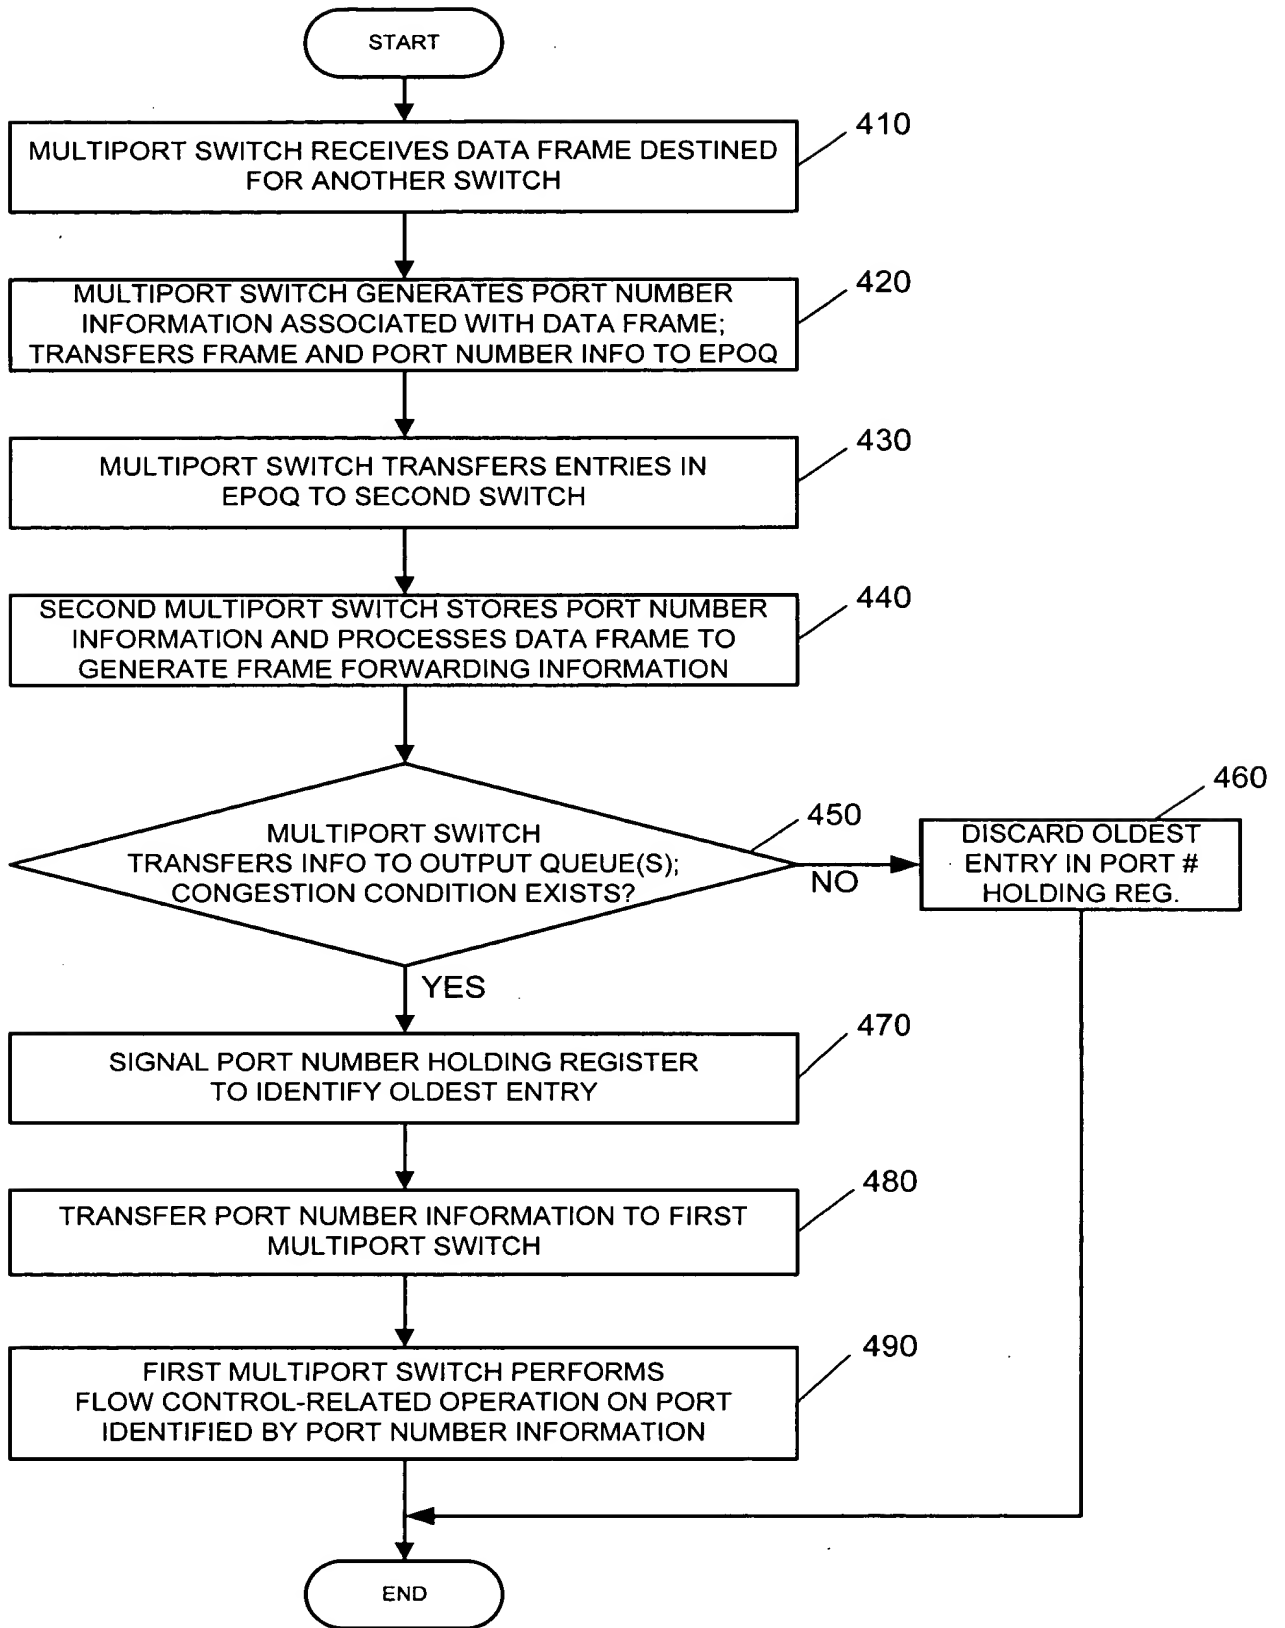 START
410
MULTIPORT SWITCH RECEIVES DATA FRAME DESTINED
FOR ANOTHER SWITCH
420
MULTIPORT SWITCH GENERATES PORT NUMBER
INFORMATION ASSOCIATED WITH DATA FRAME;
TRANSFERS FRAME AND PORT NUMBER INFO TO EPOQ
430
MULTIPORT SWITCH TRANSFERS ENTRIES IN
EPOQ TO SECOND SWITCH
440
SECOND MULTIPORT SWITCH STORES PORT NUMBER
INFORMATION AND PROCESSES DATA FRAME TO
GENERATE FRAME FORWARDING INFORMATION
450
MULTIPORT SWITCH
TRANSFERS INFO TO OUTPUT QUEUE(S);
CONGESTION CONDITION EXISTS?
NO
460
DISCARD OLDEST
ENTRY IN PORT #
HOLDING REG.
YES
470
SIGNAL PORT NUMBER HOLDING REGISTER
TO IDENTIFY OLDEST ENTRY
480
TRANSFER PORT NUMBER INFORMATION TO FIRST
MULTIPORT SWITCH
490
FIRST MULTIPORT SWITCH PERFORMS
FLOW CONTROL-RELATED OPERATION ON PORT
IDENTIFIED BY PORT NUMBER INFORMATION
END